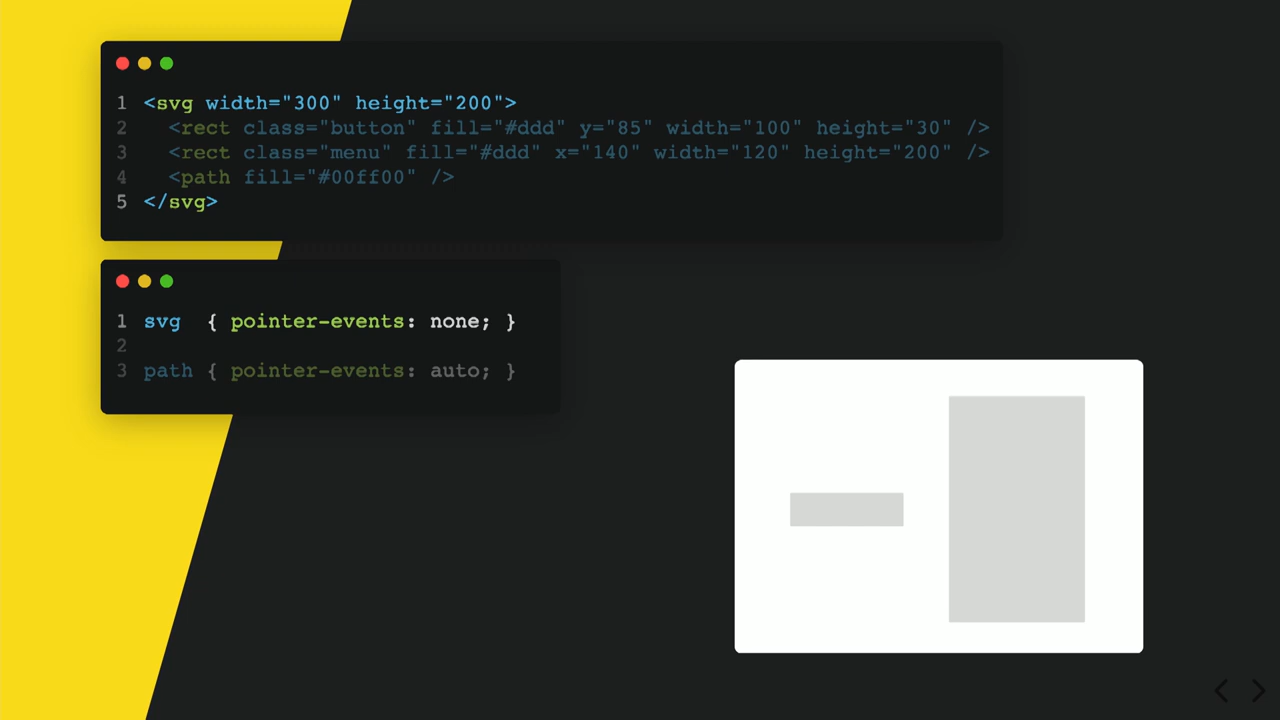 1 <svg width="300" height="200">
2   <rect class="button" fill="#ddd" y="85" width="100" height="30" />
3   <rect class="menu" fill="#ddd" x="140" width="120" height="200" />
4   <path fill="#00ff00" />
5 </svg>
1 svg  { pointer-events: none; }
2
3 path { pointer-events: auto; }